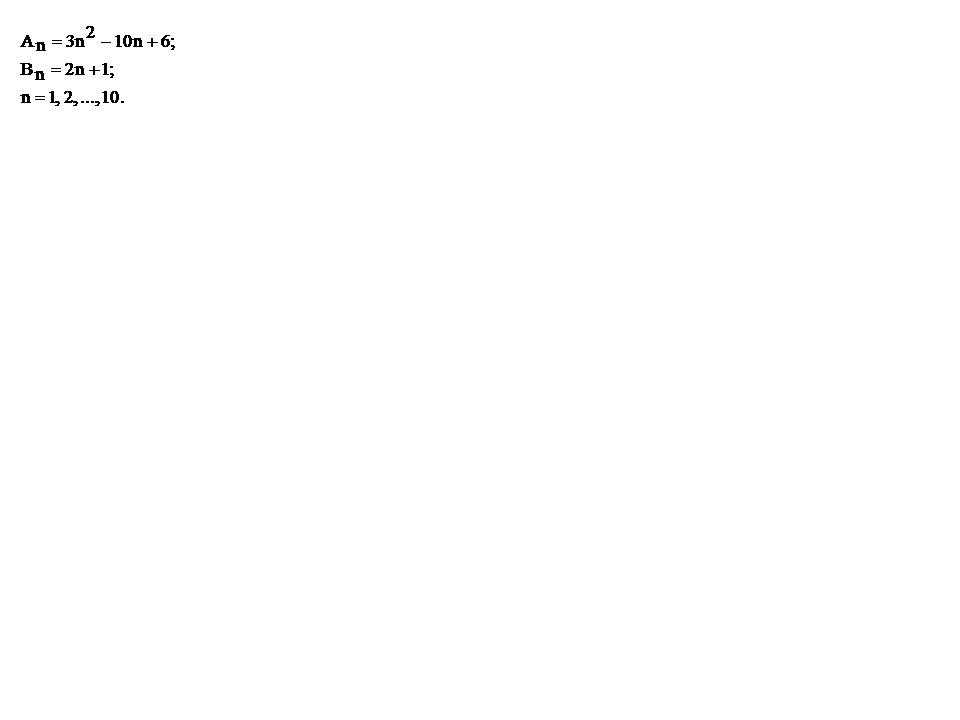 Aₙ = 3n² − 10n + 6;
Bₙ = 2n + 1;
n = 1, 2, ..., 10.